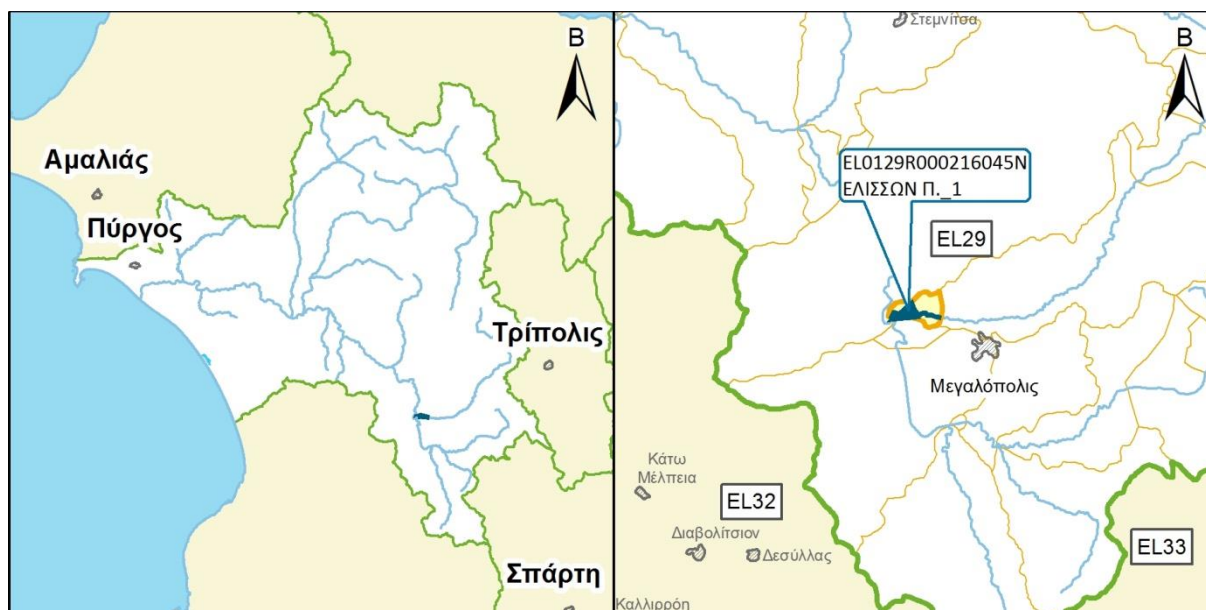 Β
Αμαλιάς
Πύργος
Τρίπολις
Σπάρτη
Στεμνίτσα
Β
EL0129R000216045N
ΕΛΙΣΣΩΝ Π._1
EL29
Μεγαλόπολις
Κάτω
Μέλπεια
EL32
Διαβολίτσιον
Δεσύλλας
EL33
Καλλιρρόη